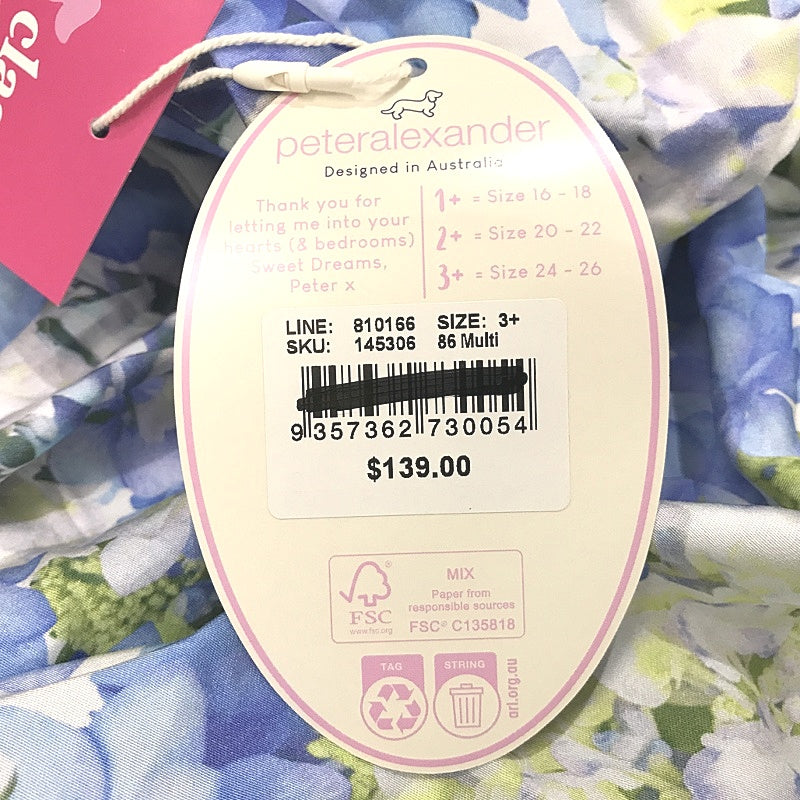 clas
peteralexander
Designed in Australia
Thank you for
letting me into your
hearts (& bedrooms)
Sweet Dreams,
Peter x
1+ = Size 16 - 18
2+ = Size 20 - 22
3+ = Size 24 - 26
LINE: 810166 SIZE: 3+
SKU: 145306 86 Multi
9 357362 730054
$139.00
FSC
www.fsc.org
MIX
Paper from
responsible sources
FSC® C135818
TAG
STRING
arl.org.au